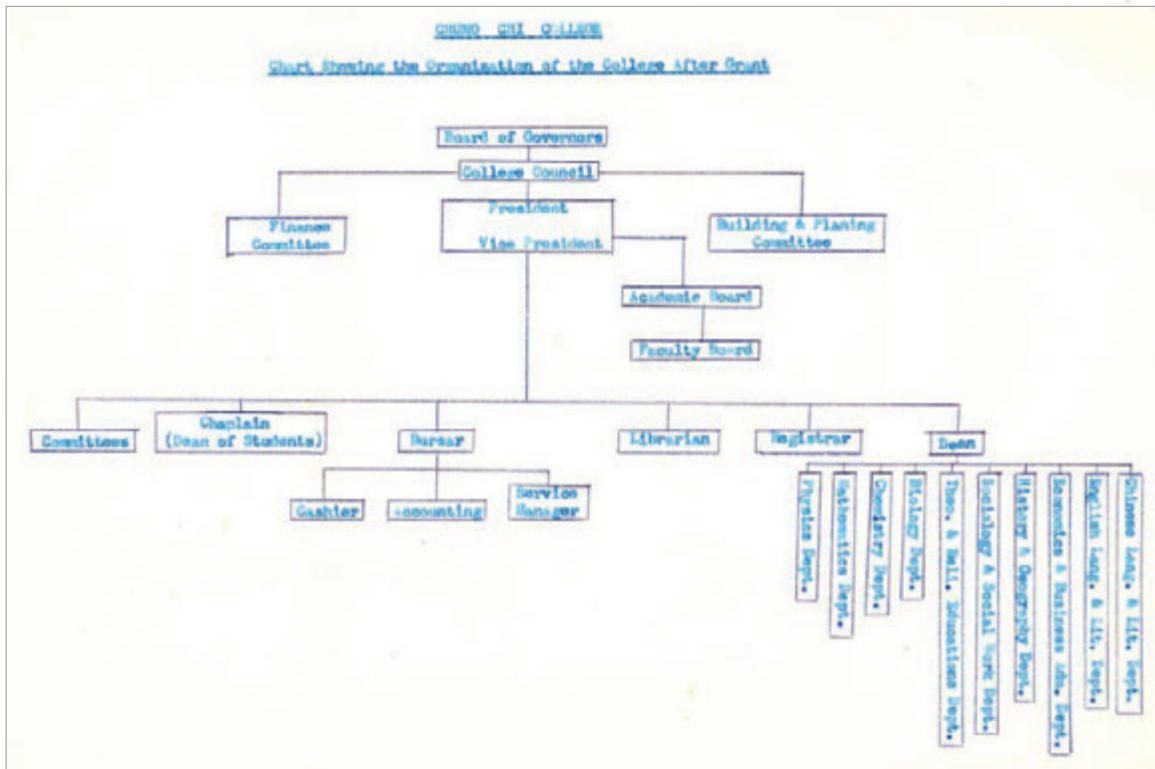 CHUNG CHI COLLEGE
Chart Showing the Organization of the College After Grant
Board of Governors
College Council
Finance
Committee
President
Vice President
Building & Planing
Committee
Academic Board
Faculty Board
Committees
Chaplain
(Dean of Students)
Bursar
Librarian
Registrar
Dean
Cashier
Accounting
Service
Manager
Physics Dept.
Mathematics Dept.
Chemistry Dept.
Biology Dept.
Theo. & Reli. Educations Dept.
Sociology & Social Work Dept.
History & Geography Dept.
Economics & Business Adm. Dept.
English Lang. & Lit. Dept.
Chinese Lang. & Lit. Dept.